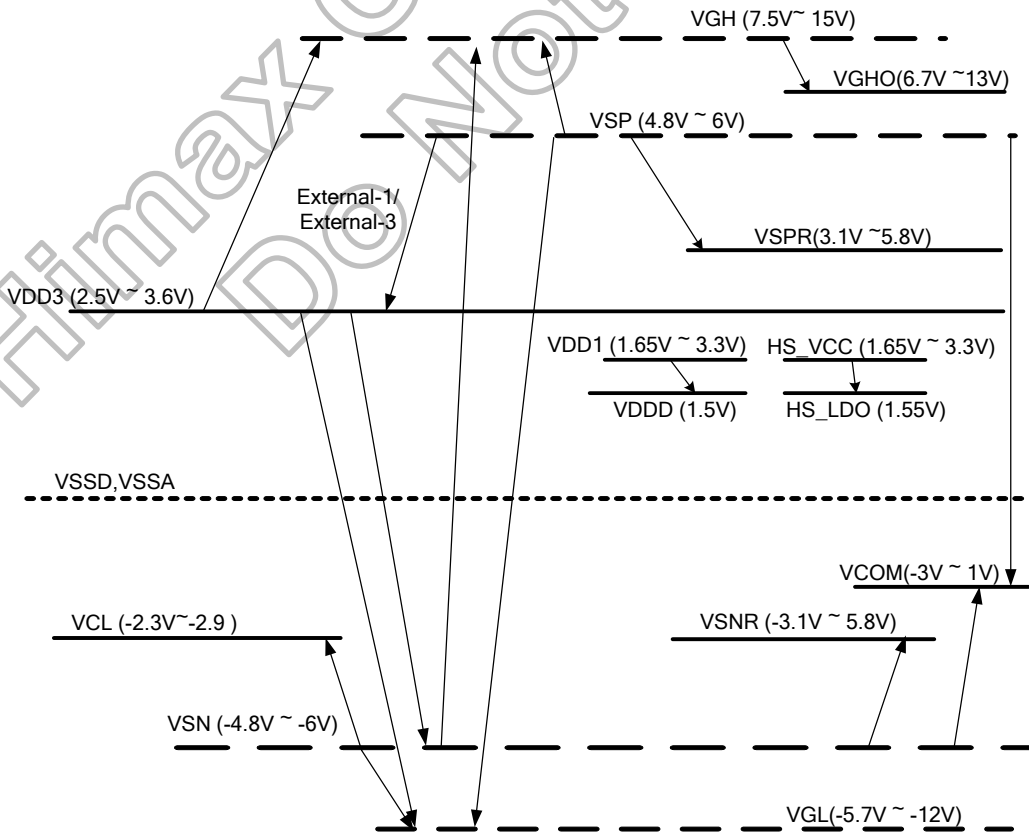 VGH (7.5V~ 15V)
VGHO(6.7V ~13V)
VSP (4.8V ~ 6V)
External-1/
External-3
VSPR(3.1V ~5.8V)
VDD3 (2.5V ~ 3.6V)
VDD1 (1.65V ~ 3.3V)
HS_VCC (1.65V ~ 3.3V)
VDDD (1.5V)
HS_LDO (1.55V)
VSSD,VSSA
VCOM(-3V ~ 1V)
VCL (-2.3V~-2.9 )
VSNR (-3.1V ~ 5.8V)
VSN (-4.8V ~ -6V)
VGL(-5.7V ~ -12V)
Himax
Do Not